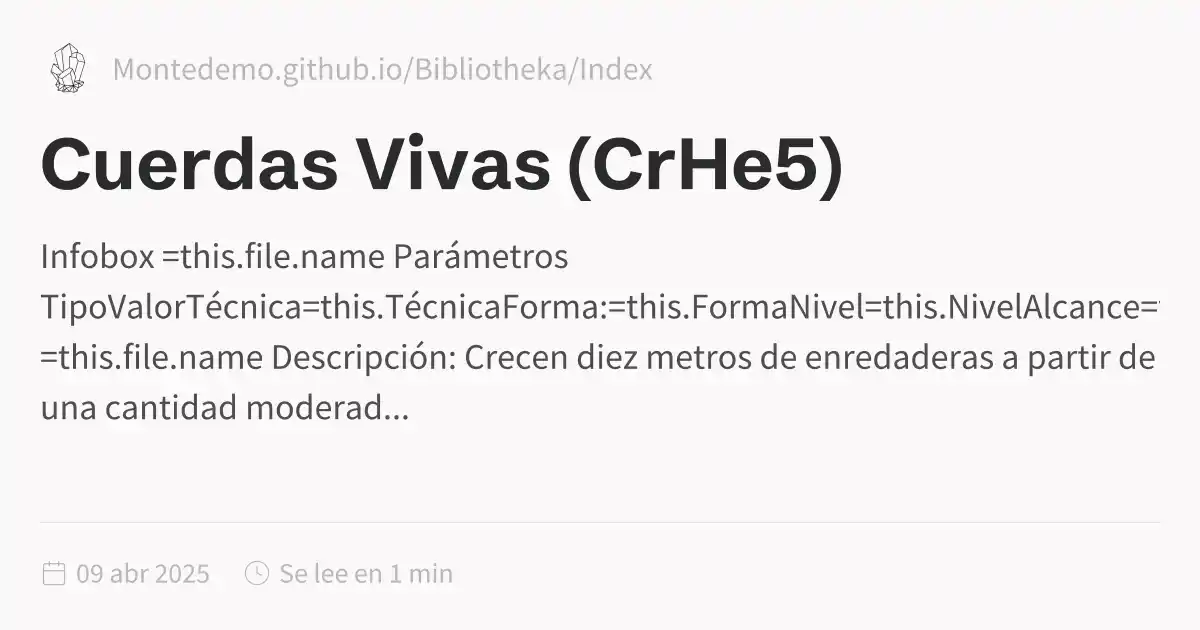 Montedemo.github.io/Bibliotheka/Index
Cuerdas Vivas (CrHe5)
Infobox =this.file.name Parámetros
TipoValorTécnica=this.TécnicaForma:=this.FormaNivel=this.NivelAlcance=
=this.file.name Descripción: Crecen diez metros de enredaderas a partir de
una cantidad moderad...
09 abr 2025 Se lee en 1 min